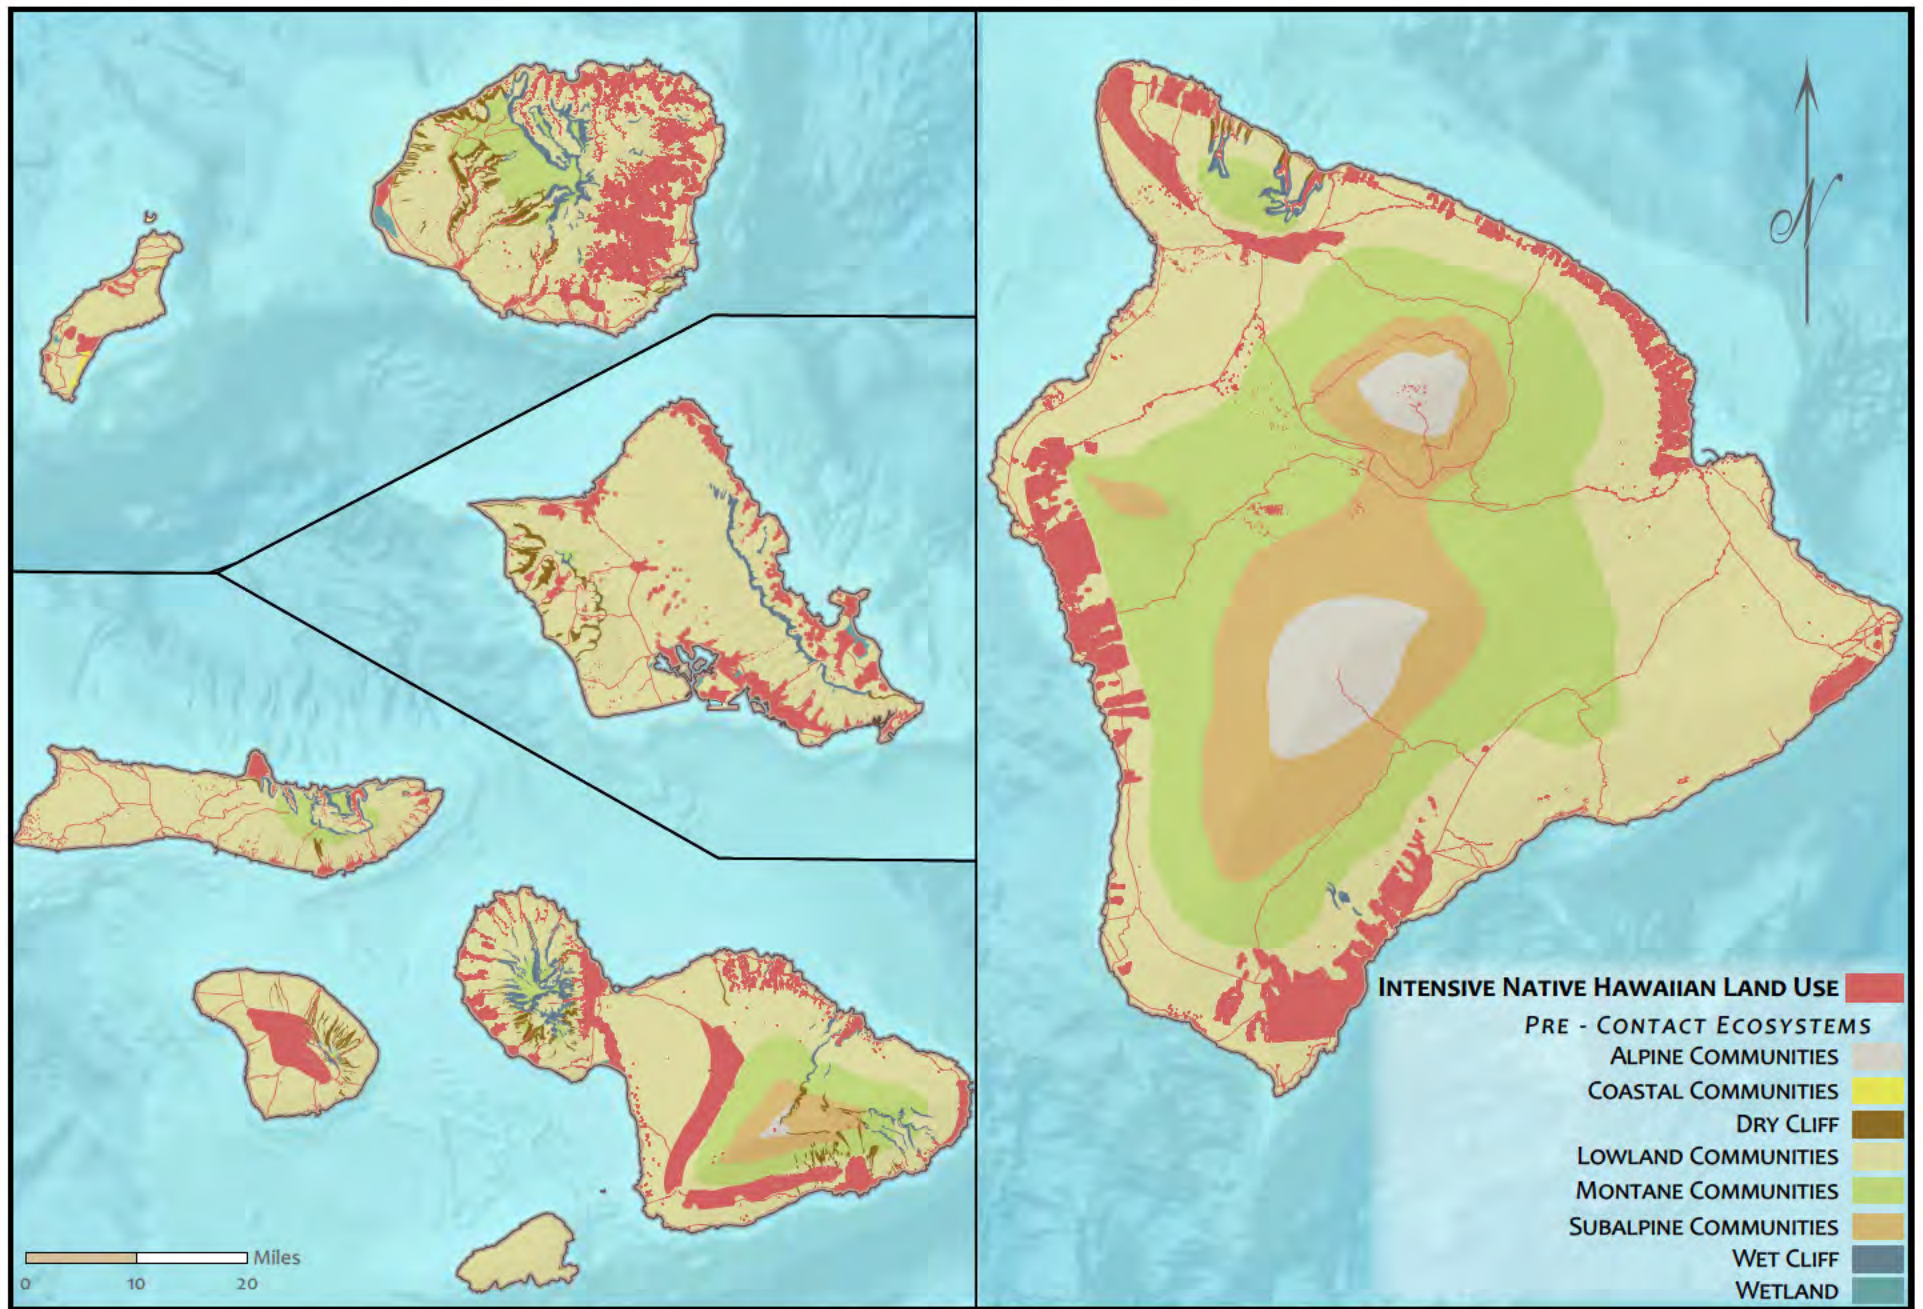 N
INTENSIVE NATIVE HAWAIIAN LAND USE
PRE - CONTACT ECOSYSTEMS
ALPINE COMMUNITIES
COASTAL COMMUNITIES
DRY CLIFF
LOWLAND COMMUNITIES
MONTANE COMMUNITIES
SUBALPINE COMMUNITIES
WET CLIFF
WETLAND
Miles
0 10 20